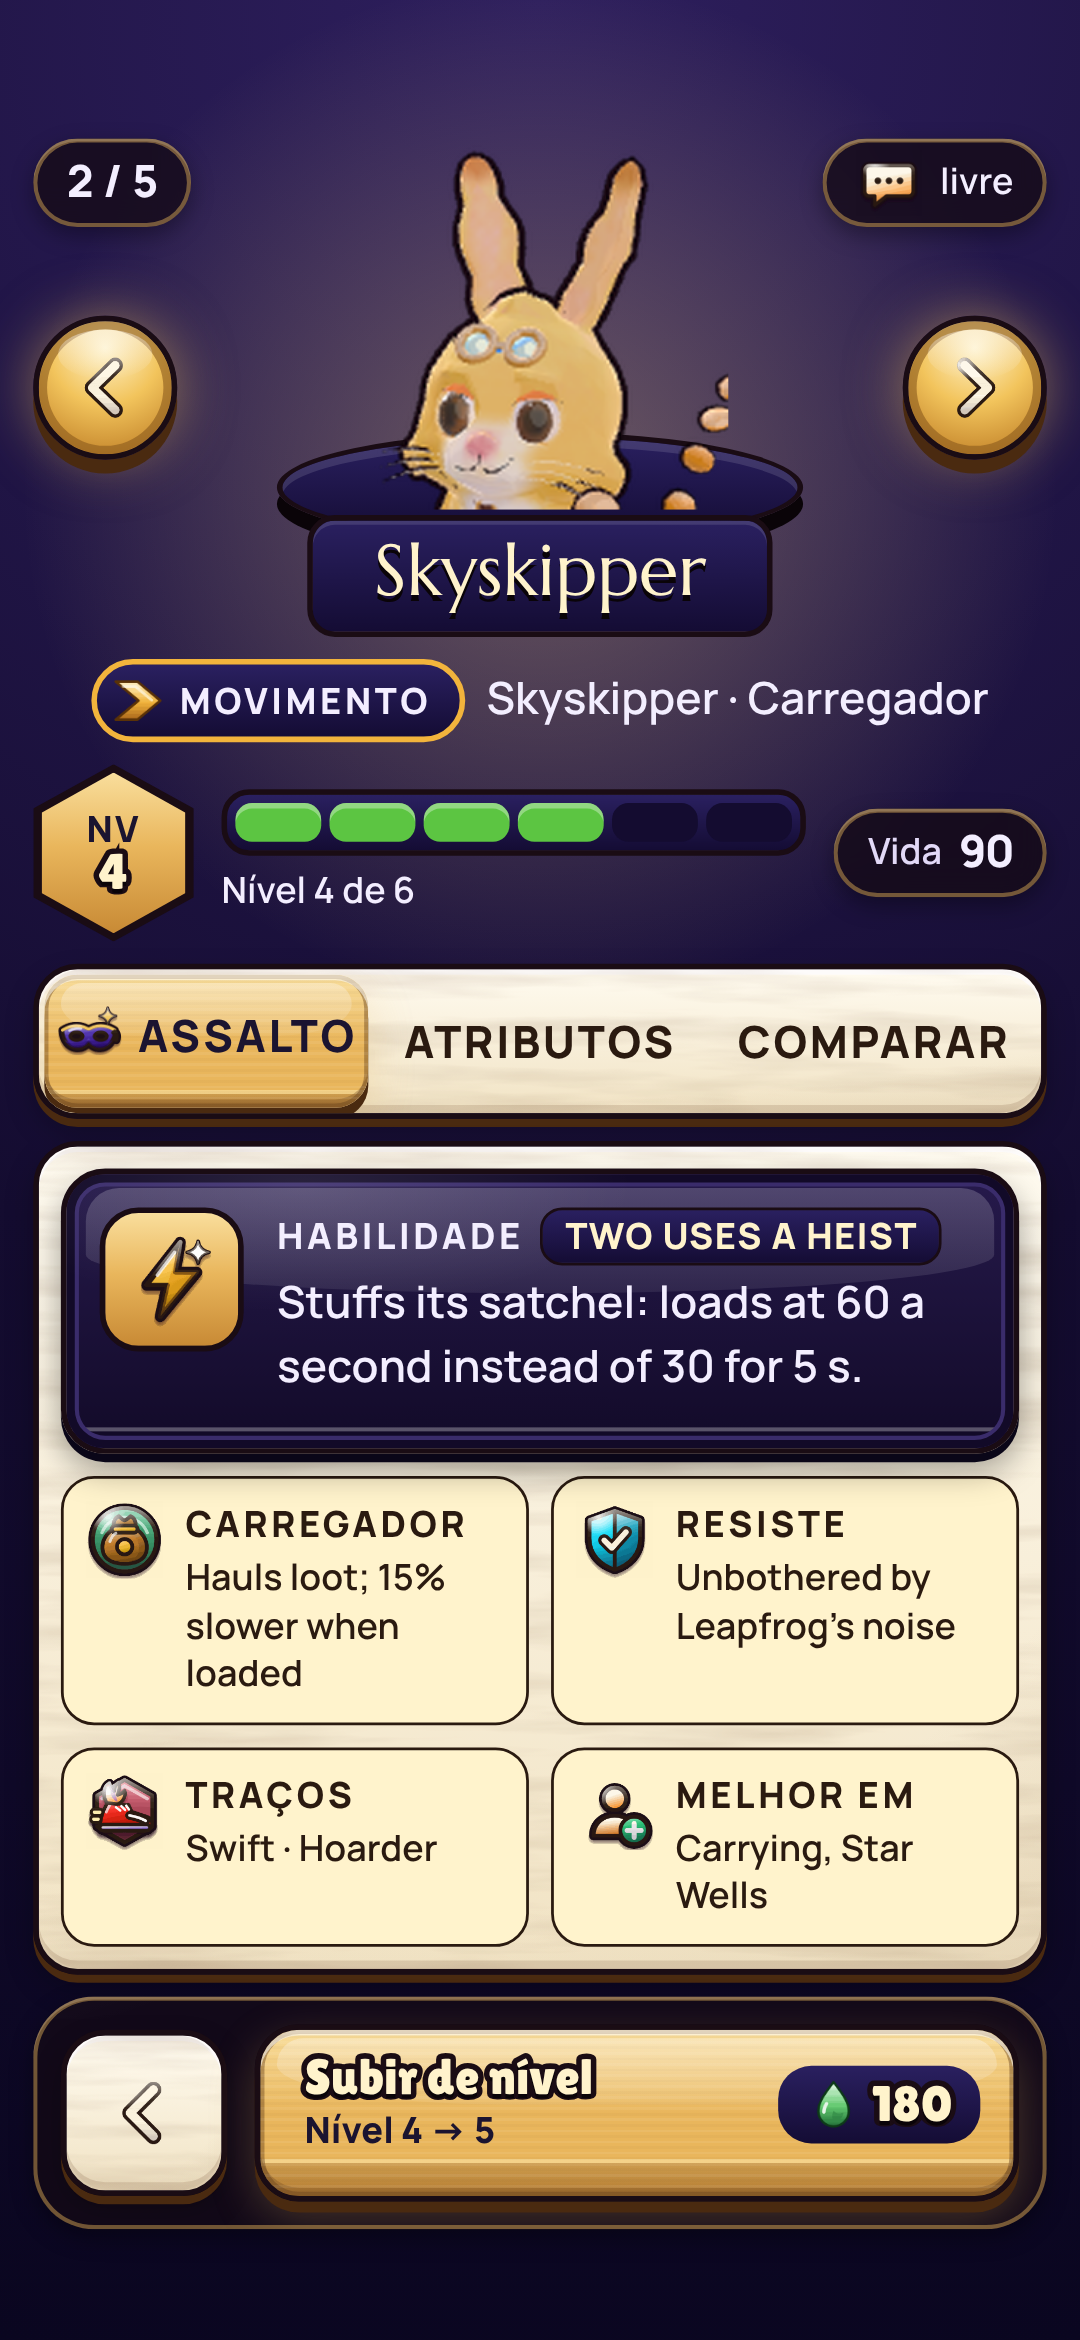 2 / 5
livre
Skyskipper
MOVIMENTO
Skyskipper · Carregador
NV
4
Nível 4 de 6
Vida 90
ASSALTO
ATRIBUTOS
COMPARAR
HABILIDADE
TWO USES A HEIST
Stuffs its satchel: loads at 60 a
second instead of 30 for 5 s.
CARREGADOR
Hauls loot; 15%
slower when
loaded
RESISTE
Unbothered by
Leapfrog's noise
TRAÇOS
Swift · Hoarder
MELHOR EM
Carrying, Star
Wells
Subir de nível
Nível 4 → 5
180